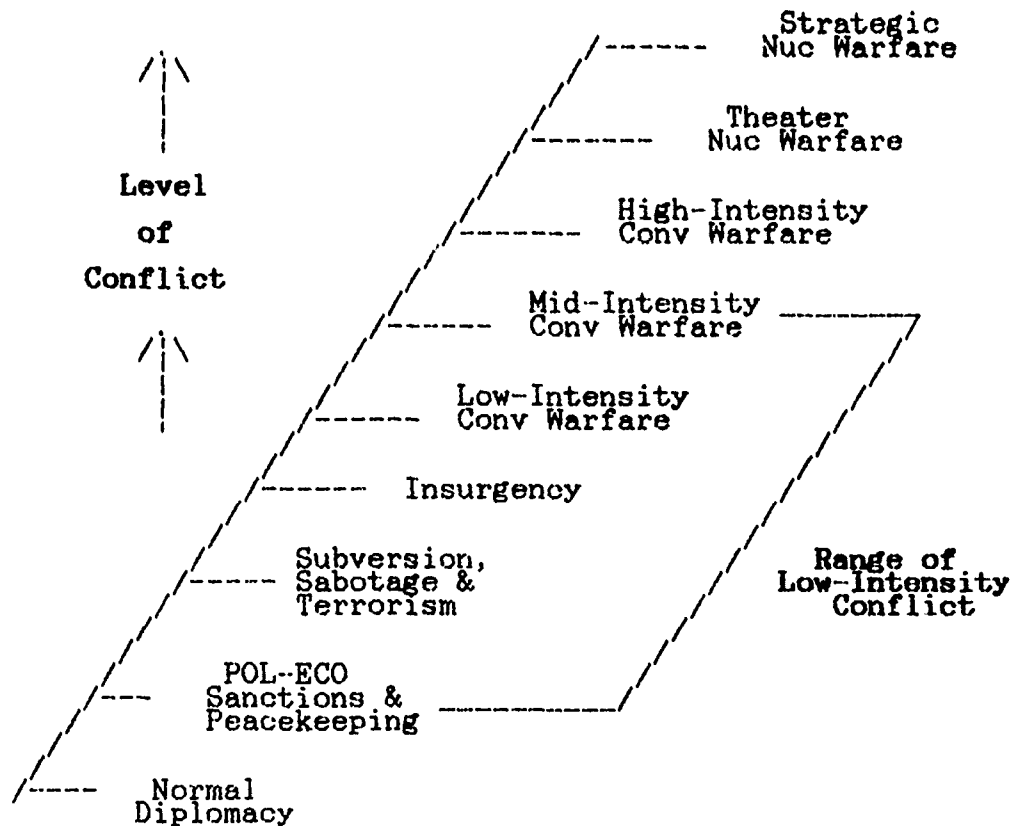 Strategic
Nuc Warfare
Theater
Nuc Warfare
Level
of
Conflict
High-Intensity
Conv Warfare
Mid-Intensity
Conv Warfare
Low-Intensity
Conv Warfare
Insurgency
Subversion,
Sabotage &
Terrorism
Range of
Low-Intensity
Conflict
POL-ECO
Sanctions &
Peacekeeping
Normal
Diplomacy